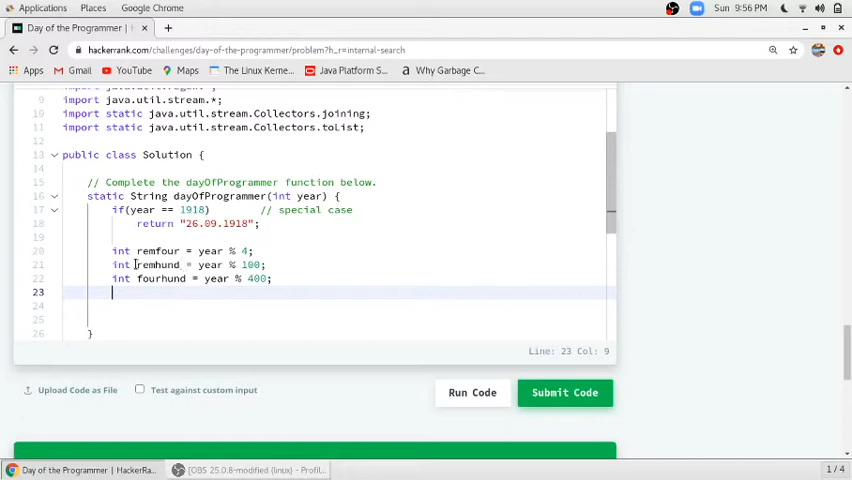 Applications Places Google Chrome Sun 9:56 PM
Day of the Programmer |
hackerrank.com/challenges/day-of-the-programmer/problem?h_r=internal-search
Apps Gmail YouTube Maps The Linux Kerne... Java Platform S... Why Garbage C...
9 import java.util.stream.*;
10 import static java.util.stream.Collectors.joining;
11 import static java.util.stream.Collectors.toList;
12
13 public class Solution {
14
15 // Complete the dayOfProgrammer function below.
16 static String dayOfProgrammer(int year) {
17 if(year == 1918) // special case
18 return "26.09.1918";
19
20 int remfour = year % 4;
21 int remhund = year % 100;
22 int fourhund = year % 400;
23
24
25
26 }
Line: 23 Col: 9
Upload Code as File Test against custom input Run Code Submit Code
Day of the Programmer | HackerRa... [OBS 25.0.8-modified (linux) - Profil... 1 / 4